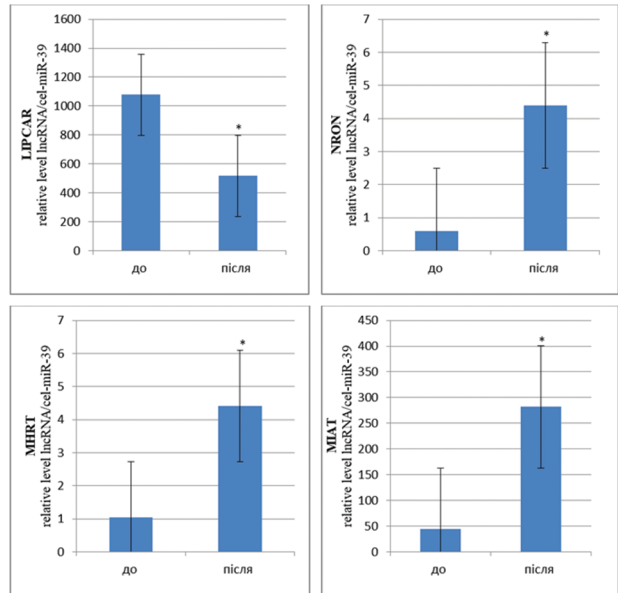 LIPCAR
relative level lncRNA/cel-miR-39
1600
1400
1200
1000
800
600
400
200
0
*
до
після
NRON
relative level lncRNA/cel-miR-39
7
6
5
4
3
2
1
0
*
до
після
MHRT
relative level lncRNA/cel-miR-39
7
6
5
4
3
2
1
0
*
до
після
MIAT
relative level lncRNA/cel-miR-39
450
400
350
300
250
200
150
100
50
0
*
до
після